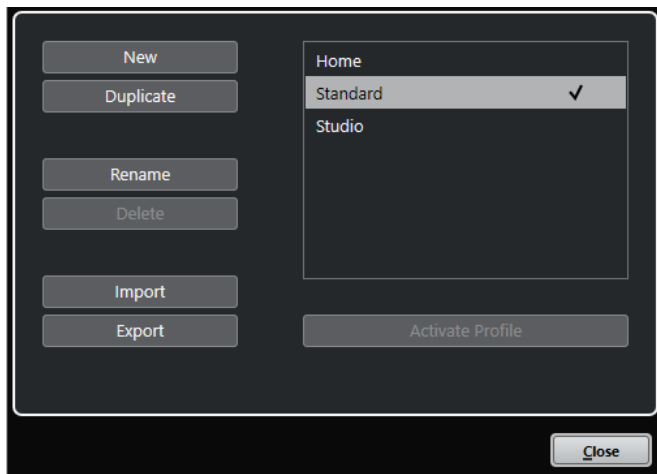 New
Duplicate
Rename
Delete
Import
Export
Home
Standard
Studio
Activate Profile
Close